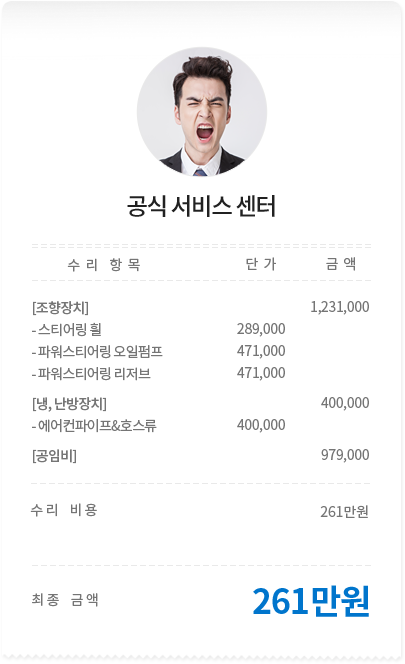 공식 서비스 센터
수리 항목 단가 금액
[조향장치] 1,231,000
- 스티어링 휠 289,000
- 파워스티어링 오일펌프 471,000
- 파워스티어링 리저브 471,000
[냉, 난방장치] 400,000
- 에어컨파이프&호스류 400,000
[공임비] 979,000
수리 비용 261만원
최종 금액 261만원